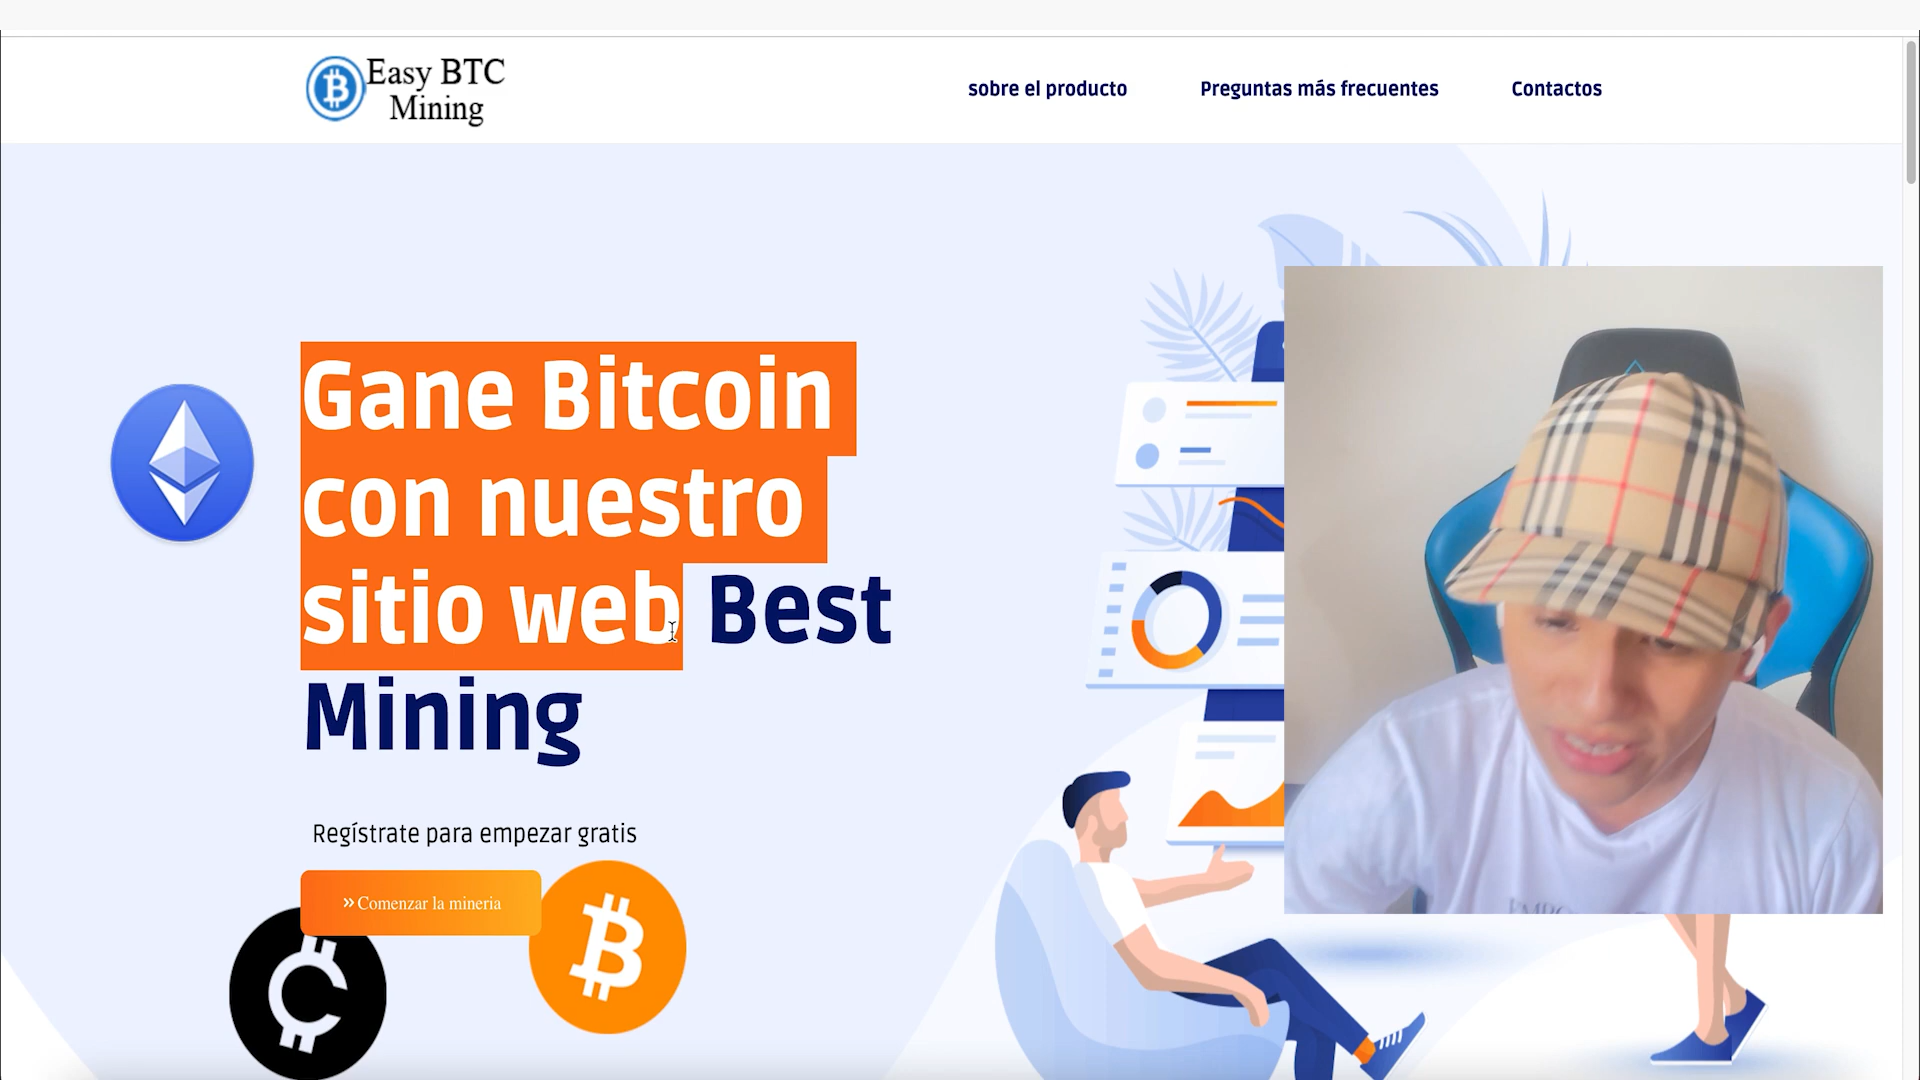 Easy BTC
Mining
sobre el producto
Preguntas más frecuentes
Contactos
Gane Bitcoin
con nuestro
sitio web Best
Mining
Regístrate para empezar gratis
» Comenzar la mineria